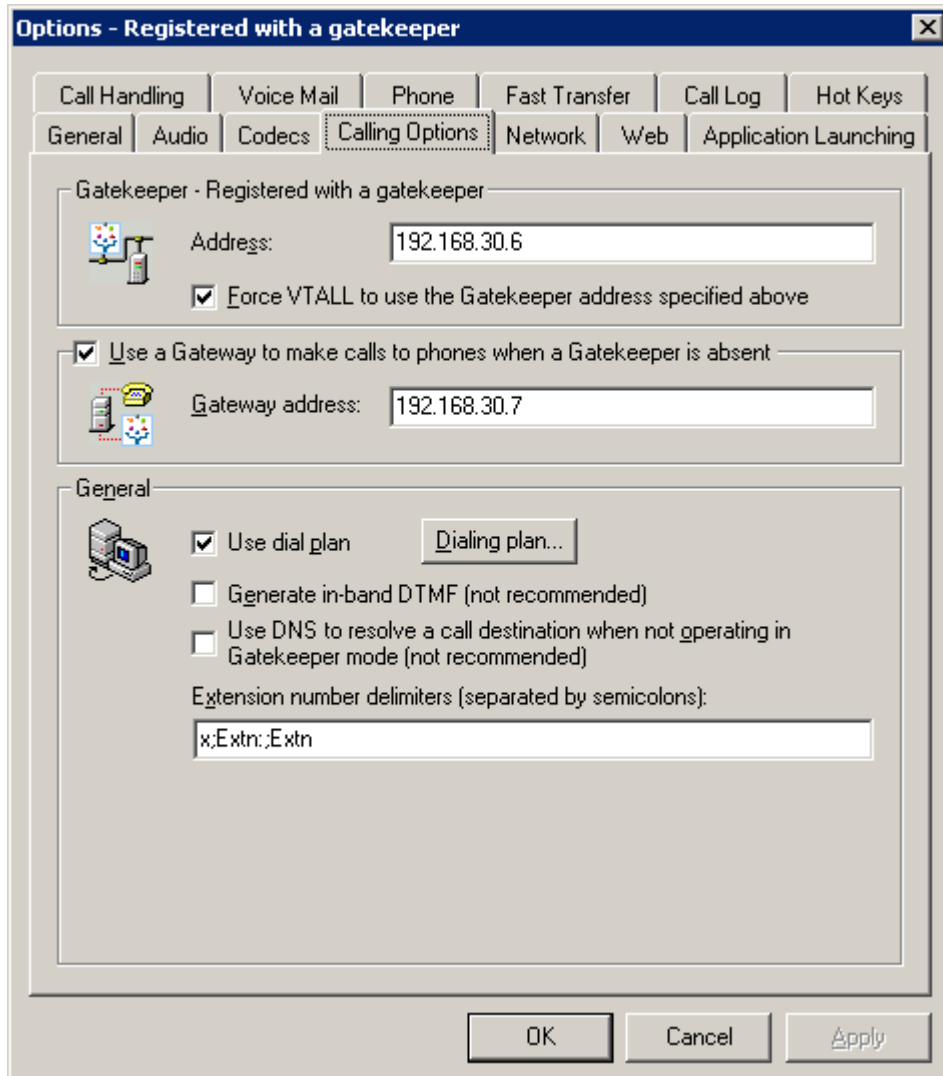 Options - Registered with a gatekeeper
Call Handling
Voice Mail
Phone
Fast Transfer
Call Log
Hot Keys
General
Audio
Codecs
Calling Options
Network
Web
Application Launching
Gatekeeper - Registered with a gatekeeper
Address:
192.168.30.6
Force VTALL to use the Gatekeeper address specified above
Use a Gateway to make calls to phones when a Gatekeeper is absent
Gateway address:
192.168.30.7
General
Use dial plan
Dialing plan...
Generate in-band DTMF (not recommended)
Use DNS to resolve a call destination when not operating in
Gatekeeper mode (not recommended)
Extension number delimiters (separated by semicolons):
x;Extn:;Extn
OK
Cancel
Apply